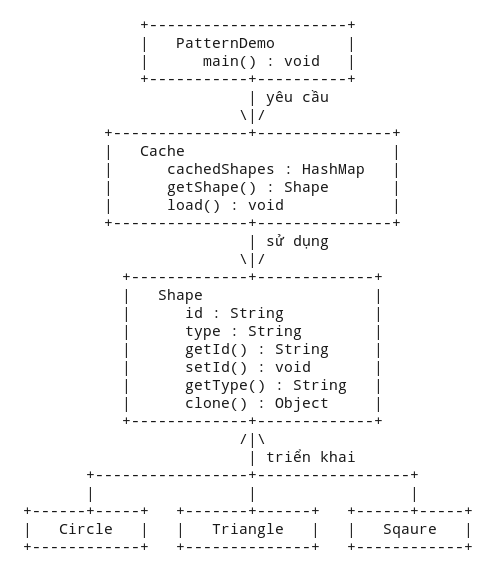 PatternDemo
main() : void
yêu cầu
Cache
cachedShapes : HashMap
getShape() : Shape
load() : void
sử dụng
Shape
id : String
type : String
getId() : String
setId() : void
getType() : String
clone() : Object
triển khai
Circle Triangle Sqaure